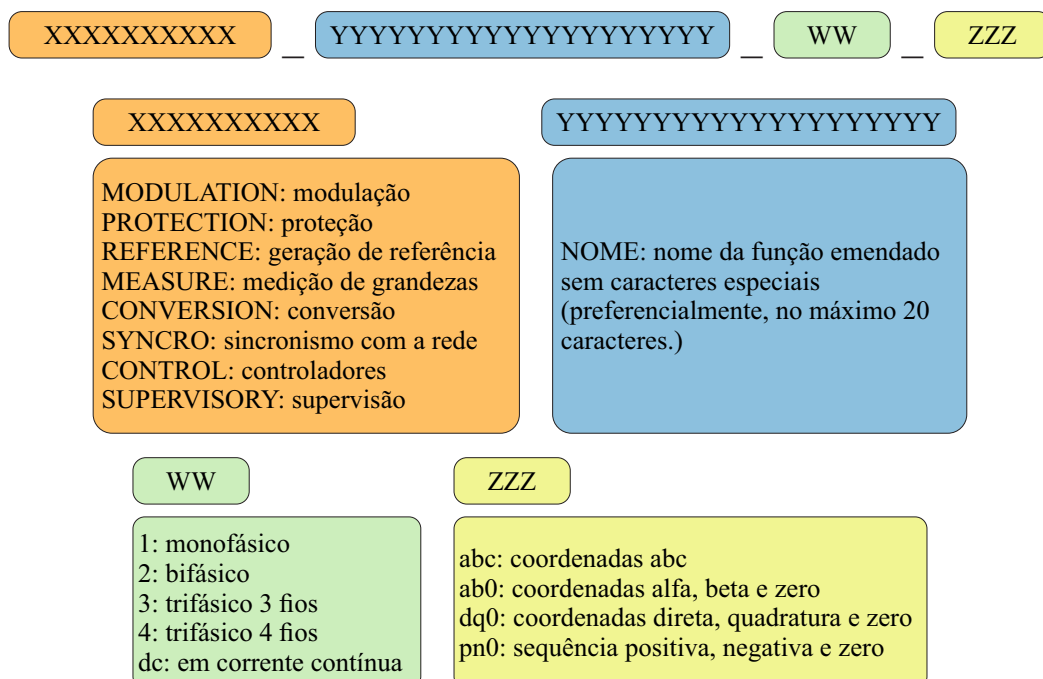 XXXXXXXXXX _ YYYYYYYYYYYYYYYYYYYY _ WW _ ZZZ
XXXXXXXXXX
MODULATION: modulação
PROTECTION: proteção
REFERENCE: geração de referência
MEASURE: medição de grandezas
CONVERSION: conversão
SYNCRO: sincronismo com a rede
CONTROL: controladores
SUPERVISORY: supervisão
YYYYYYYYYYYYYYYYYYYY
NOME: nome da função emendado
sem caracteres especiais
(preferencialmente, no máximo 20
caracteres.)
WW
1: monofásico
2: bifásico
3: trifásico 3 fios
4: trifásico 4 fios
dc: em corrente contínua
ZZZ
abc: coordenadas abc
ab0: coordenadas alfa, beta e zero
dq0: coordenadas direta, quadratura e zero
pn0: sequência positiva, negativa e zero